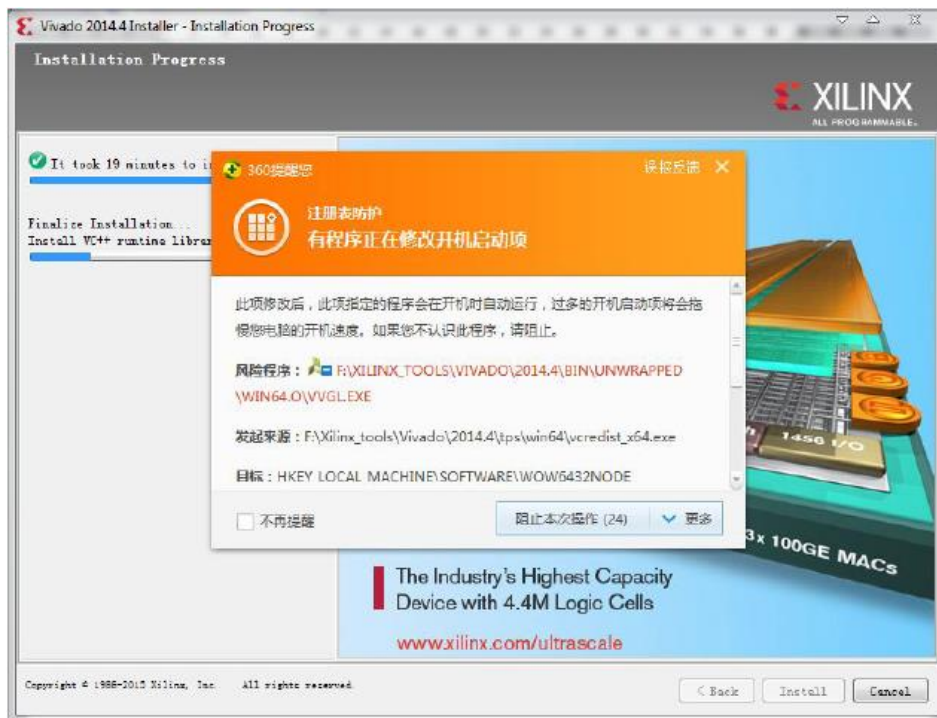 Vivado 2014.4 Installer - Installation Progress
Installation Progress
XILINX
ALL PROGRAMMABLE.
It took 19 minutes to i
Finalize Installation...
Install VC++ runtime librar
360提醒您
误报反馈
注册表防护
有程序正在修改开机启动项
此项修改后，此项指定的程序会在开机时自动运行，过多的开机启动项将会拖
慢您电脑的开机速度。如果您不认识此程序，请阻止。
风险程序：F:\XILINX_TOOLS\VIVADO\2014.4\BIN\UNWRAPPED
\WIN64.O\VVGL.EXE
发起来源：F:\Xilinx_tools\Vivado\2014.4\tps\win64\vcredist_x64.exe
目标：HKEY LOCAL MACHINE\SOFTWARE\WOW6432NODE
不再提醒
阻止本次操作 (24)
更多
1456 I/O
3x 100GE MACs
The Industry's Highest Capacity
Device with 4.4M Logic Cells
www.xilinx.com/ultrascale
Copyright © 1986-2015 Xilinx, Inc. All rights reserved.
< Back
Install
Cancel